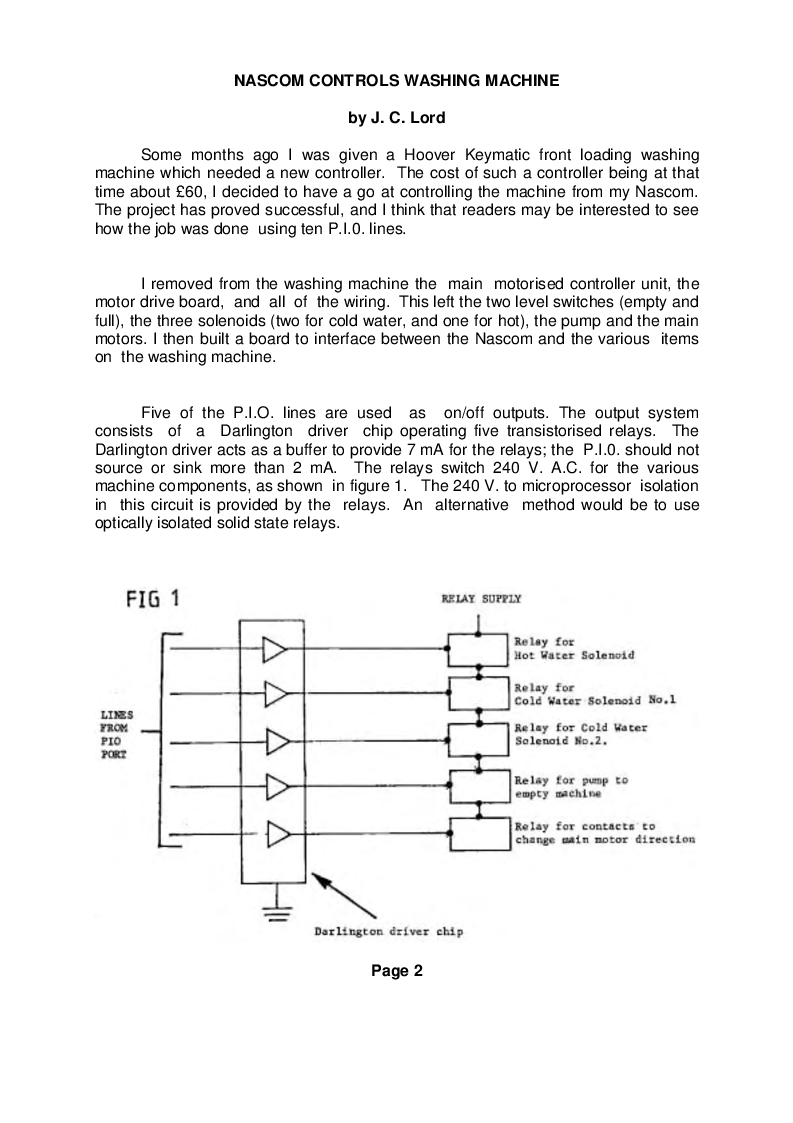 NASCOM CONTROLS WASHING MACHINE
by J. C. Lord
Some months ago I was given a Hoover Keymatic front loading washing
machine which needed a new controller. The cost of such a controller being at that
time about £60, I decided to have a go at controlling the machine from my Nascom.
The project has proved successful, and I think that readers may be interested to see
how the job was done using ten P.I.0. lines.
I removed from the washing machine the main motorised controller unit, the
motor drive board, and all of the wiring. This left the two level switches (empty and
full), the three solenoids (two for cold water, and one for hot), the pump and the main
motors. I then built a board to interface between the Nascom and the various items
on the washing machine.
Five of the P.I.O. lines are used as on/off outputs. The output system
consists of a Darlington driver chip operating five transistorised relays. The
Darlington driver acts as a buffer to provide 7 mA for the relays; the P.I.0. should not
source or sink more than 2 mA. The relays switch 240 V. A.C. for the various
machine components, as shown in figure 1. The 240 V. to microprocessor isolation
in this circuit is provided by the relays. An alternative method would be to use
optically isolated solid state relays.
FIG 1
RELAY SUPPLY
Relay for
Hot Water Solenoid
Relay for
Cold Water Solenoid No.1
LINES
FROM
PIO
PORT
Relay for Cold Water
Solenoid No.2.
Relay for pump to
empty machine
Relay for contacts to
change main motor direction
Darlington driver chip
Page 2